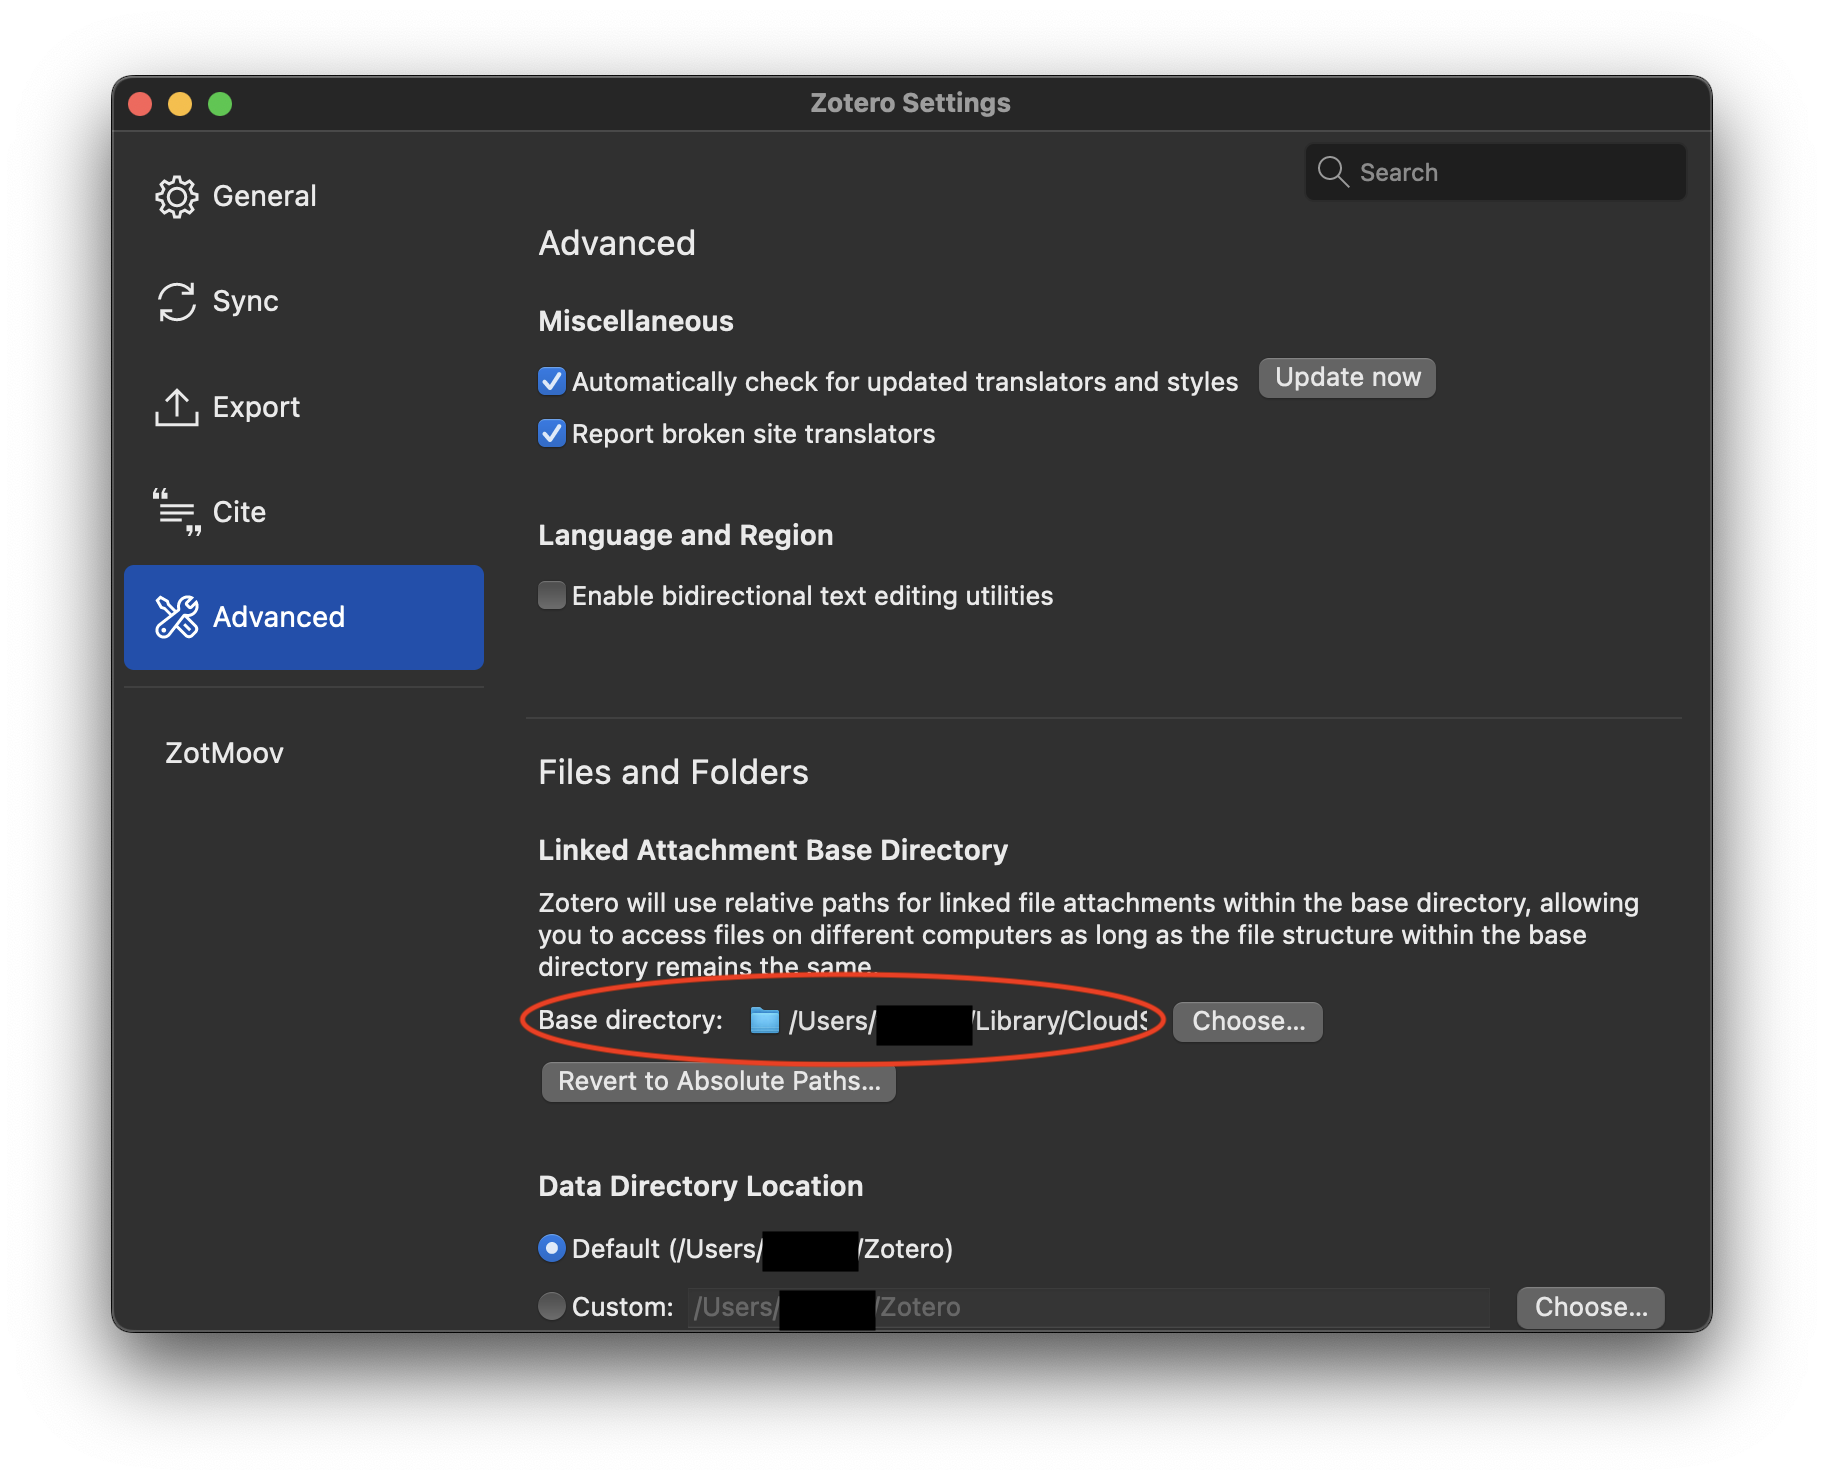 Zotero Settings
General
Sync
Export
Cite
Advanced
ZotMoov
Search
Advanced
Miscellaneous
Automatically check for updated translators and styles Update now
Report broken site translators
Language and Region
Enable bidirectional text editing utilities
Files and Folders
Linked Attachment Base Directory
Zotero will use relative paths for linked file attachments within the base directory, allowing
you to access files on different computers as long as the file structure within the base
directory remains the same.
Base directory: /Users/ /Library/CloudS Choose...
Revert to Absolute Paths...
Data Directory Location
Default (/Users/ /Zotero)
Custom: /Users/ /Zotero Choose...